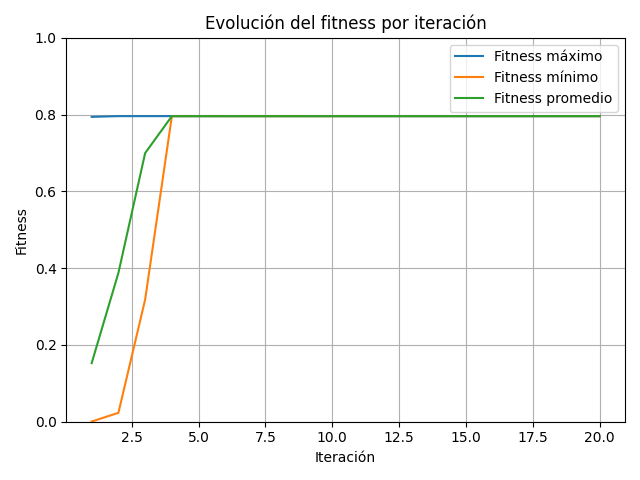 Evolución del fitness por iteración
Fitness máximo
Fitness mínimo
Fitness promedio
Fitness
1.0
0.8
0.6
0.4
0.2
0.0
2.5 5.0 7.5 10.0 12.5 15.0 17.5 20.0
Iteración